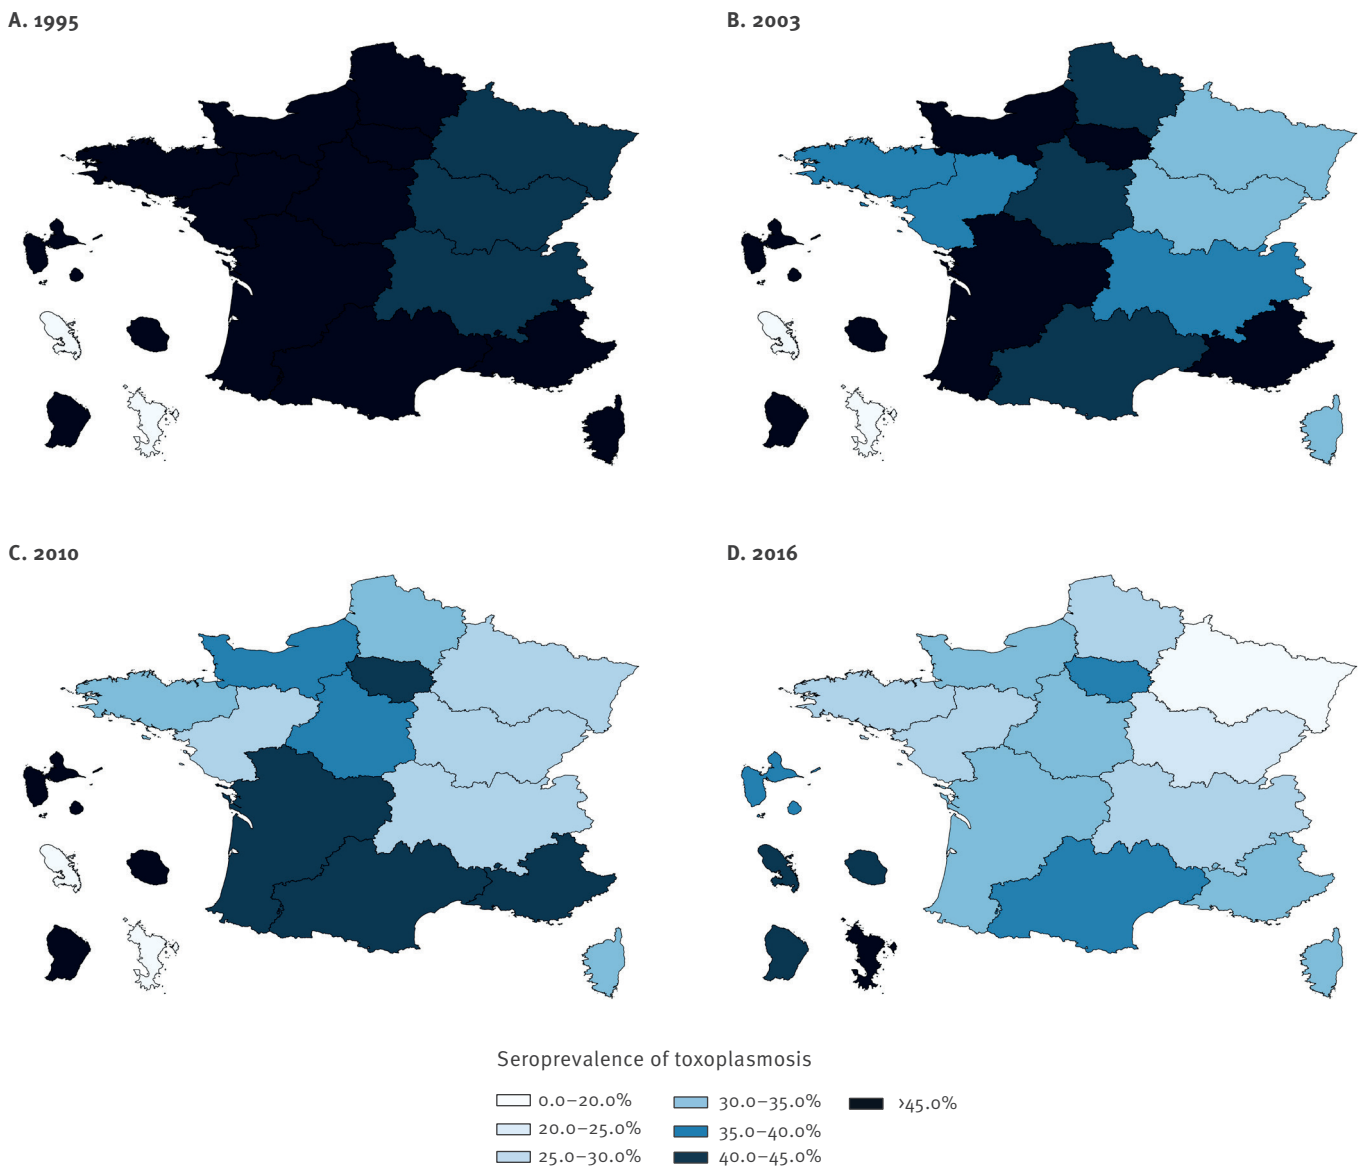 A. 1995
B. 2003
C. 2010
D. 2016
Seroprevalence of toxoplasmosis
0.0–20.0%
20.0–25.0%
25.0–30.0%
30.0–35.0%
35.0–40.0%
40.0–45.0%
>45.0%